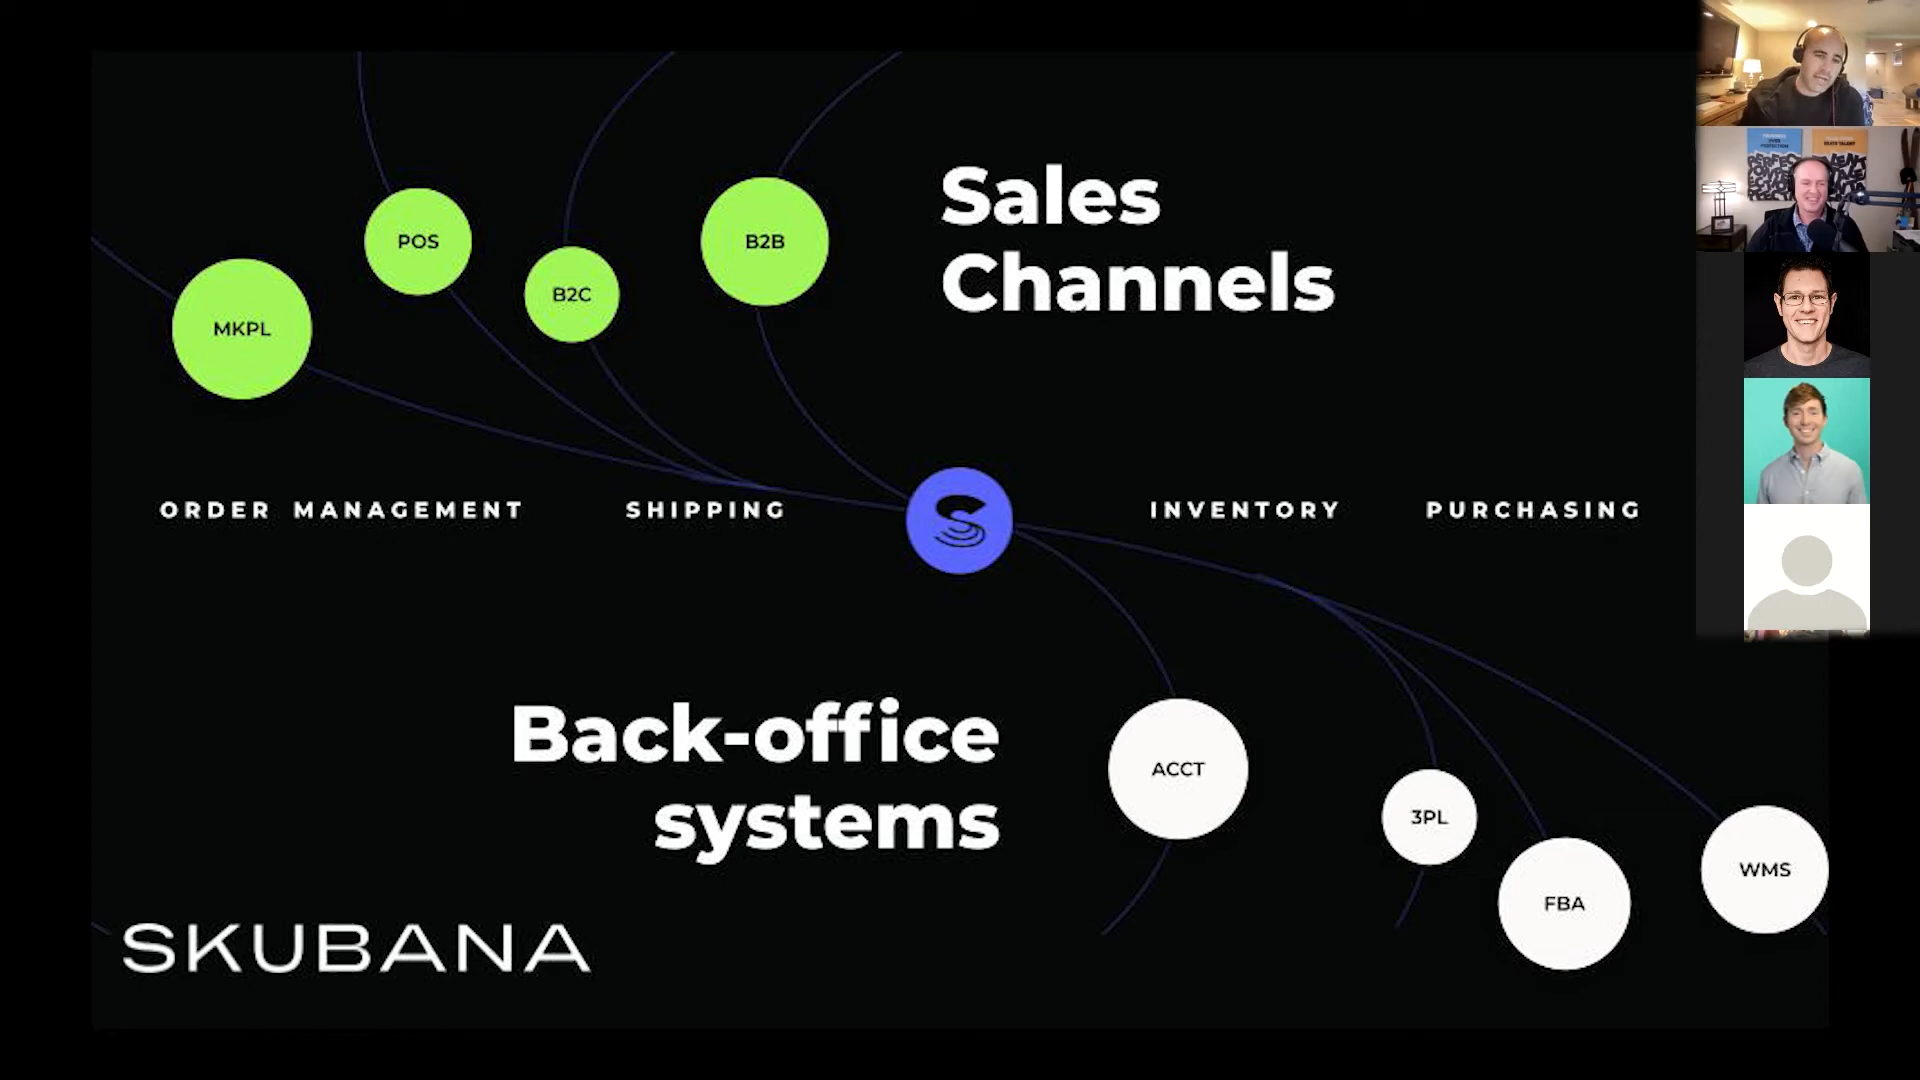 Sales
Channels
POS
B2B
B2C
MKPL
ORDER MANAGEMENT
SHIPPING
INVENTORY
PURCHASING
Back-office
systems
ACCT
3PL
FBA
WMS
SKUBANA